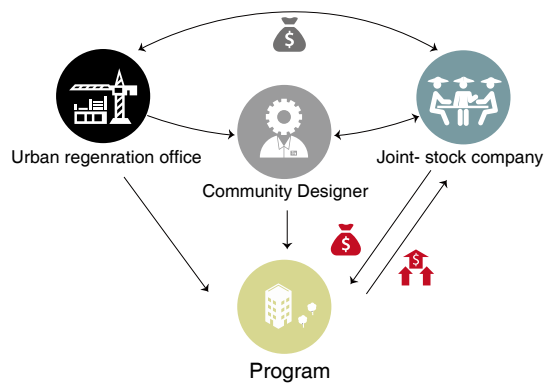 $
Urban regenration office
Joint- stock company
Community Designer
$
$
Program